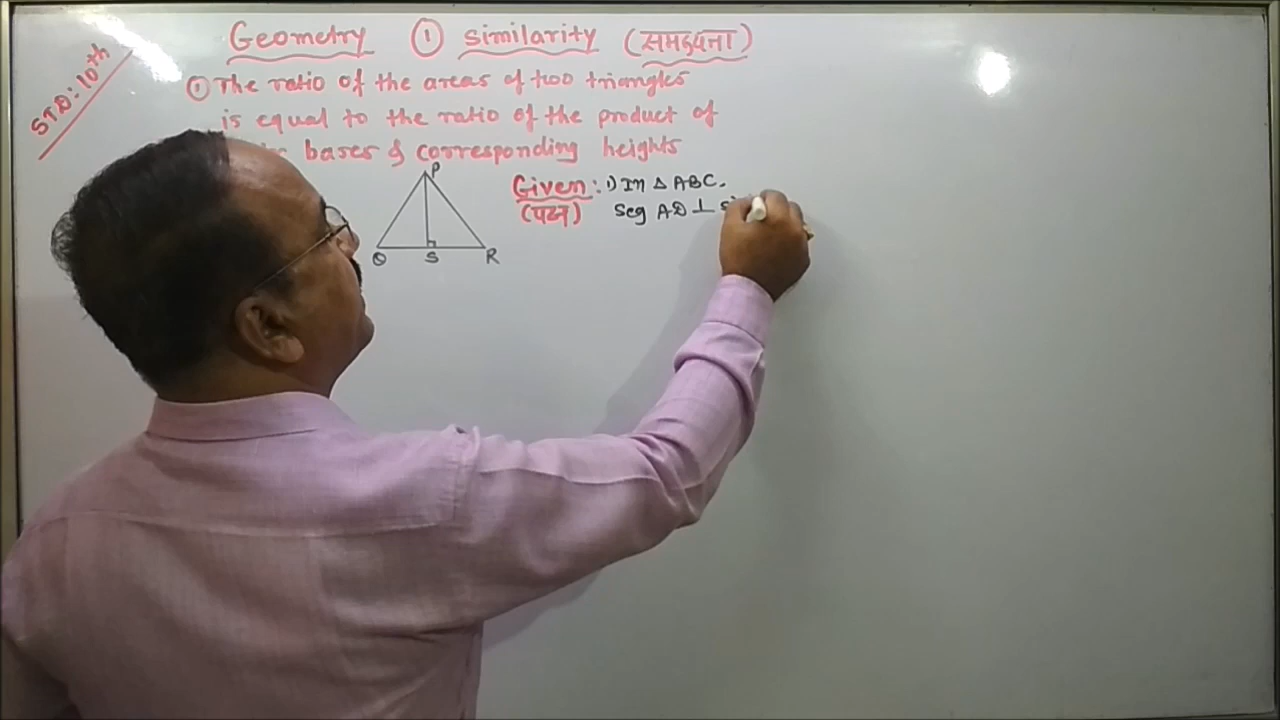 STD: 10th
Geometry ① Similarity (समरूपता)
① The ratio of the areas of two triangles
is equal to the ratio of the product of
bases & corresponding heights
P
Given: 1) In △ ABC,
(पक्ष) Seg AD ⊥
Q S R